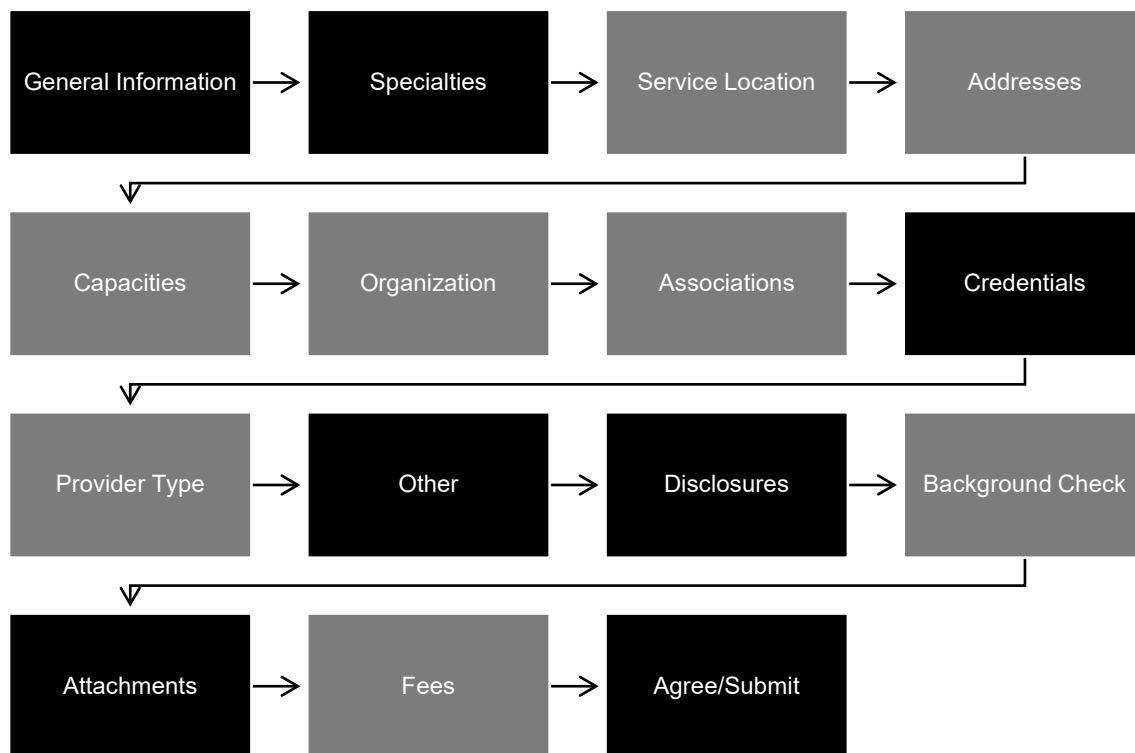 General Information
Specialties
Service Location
Addresses
Capacities
Organization
Associations
Credentials
Provider Type
Other
Disclosures
Background Check
Attachments
Fees
Agree/Submit